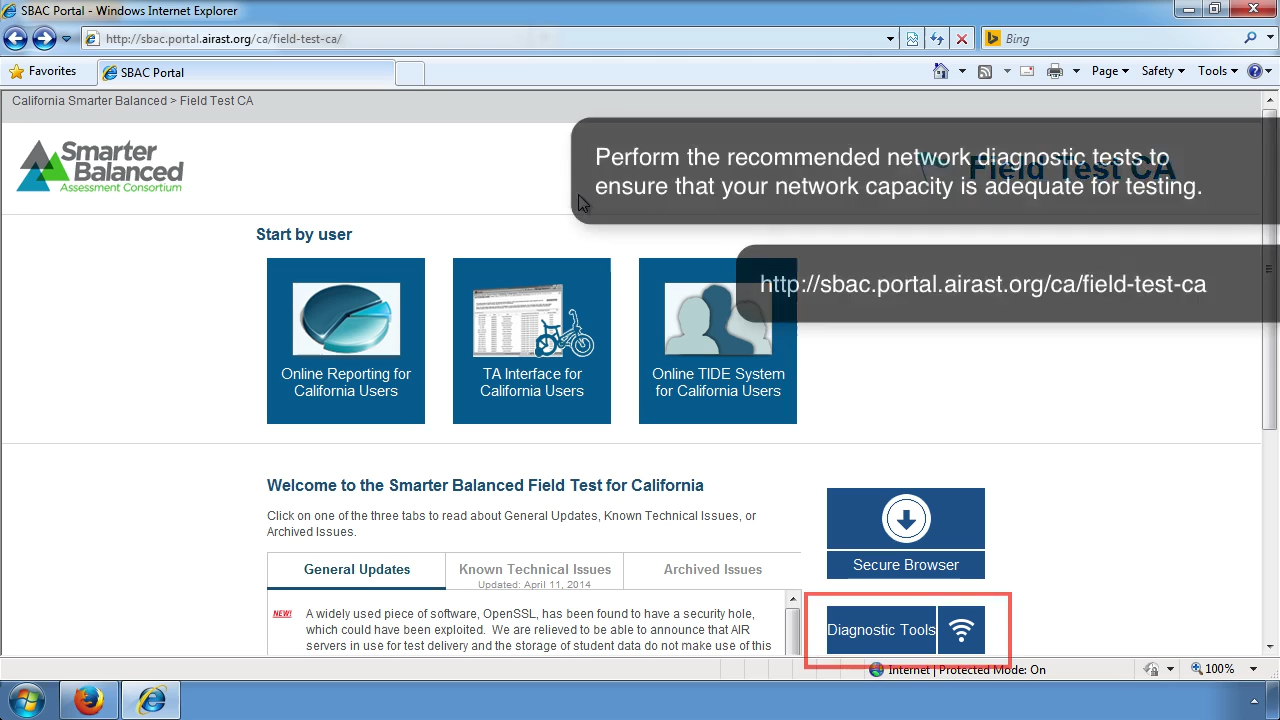 SBAC Portal - Windows Internet Explorer
http://sbac.portal.airast.org/ca/field-test-ca/
Bing
Favorites
SBAC Portal
Page
Safety
Tools
California Smarter Balanced > Field Test CA
Smarter
Balanced
Assessment Consortium
Field Test CA
Perform the recommended network diagnostic tests to
ensure that your network capacity is adequate for testing.
http://sbac.portal.airast.org/ca/field-test-ca
Start by user
Online Reporting for
California Users
TA Interface for
California Users
Online TIDE System
for California Users
Welcome to the Smarter Balanced Field Test for California
Click on one of the three tabs to read about General Updates, Known Technical Issues, or
Archived Issues.
General Updates
Known Technical Issues
Updated: April 11, 2014
Archived Issues
NEW!
A widely used piece of software, OpenSSL, has been found to have a security hole,
which could have been exploited. We are relieved to be able to announce that AIR
servers in use for test delivery and the storage of student data do not make use of this
Secure Browser
Diagnostic Tools
Internet | Protected Mode: On
100%